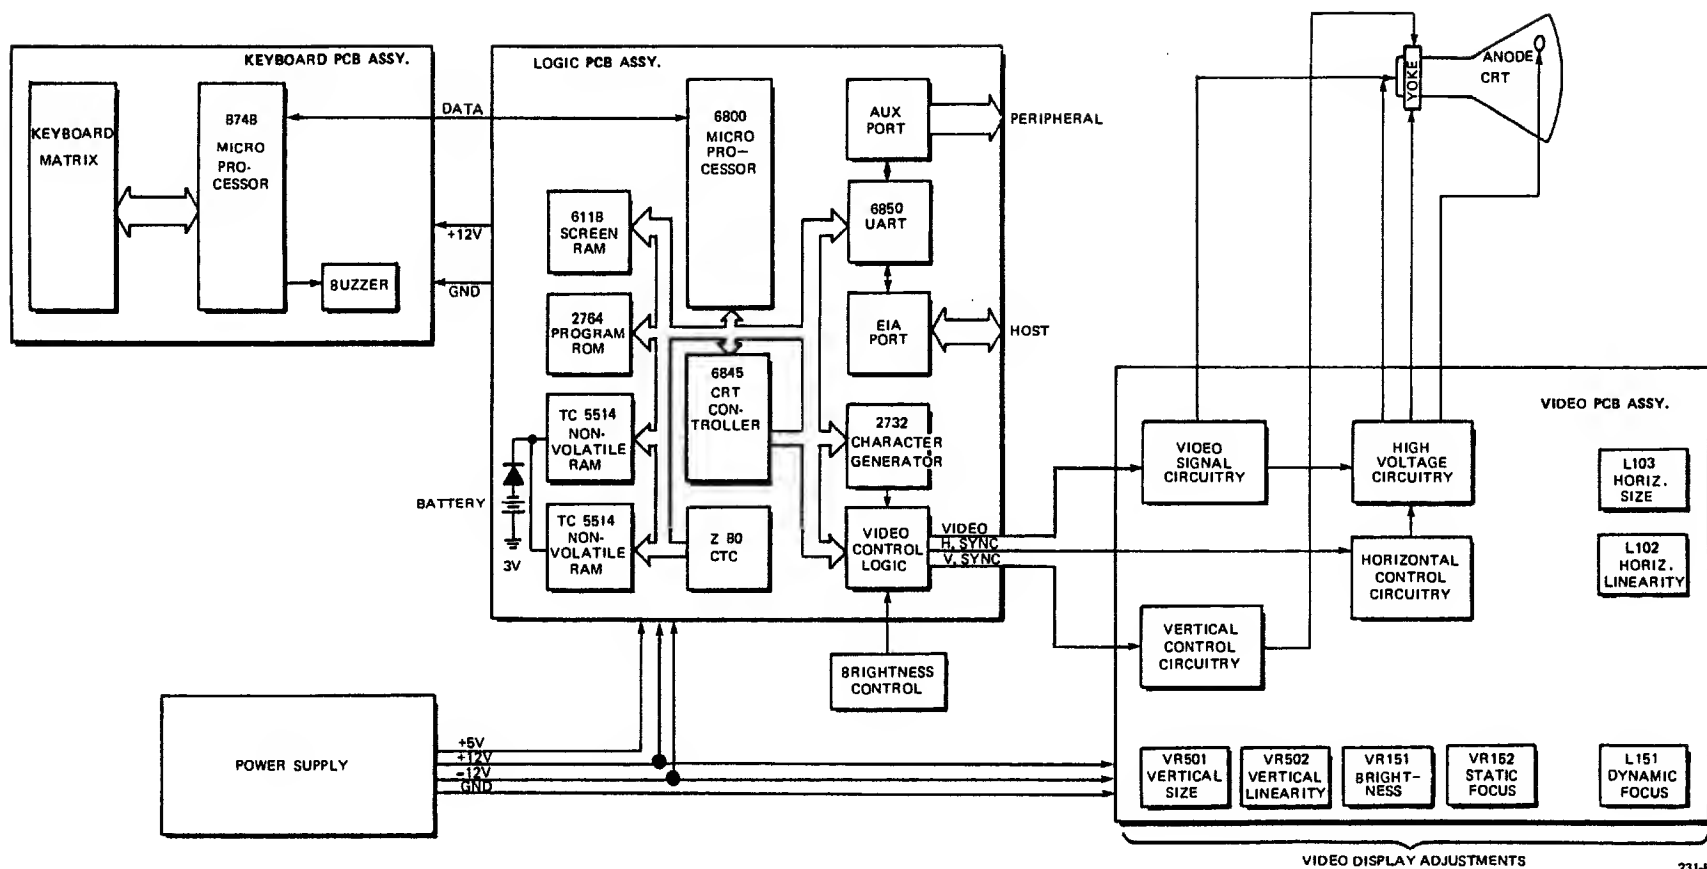 KEYBOARD PCB ASSY.
KEYBOARD
MATRIX
8748
MICRO
PRO-
CESSOR
BUZZER
DATA
+12V
GND
LOGIC PCB ASSY.
6800
MICRO
PRO-
CESSOR
AUX
PORT
PERIPHERAL
6118
SCREEN
RAM
6850
UART
2764
PROGRAM
ROM
EIA
PORT
HOST
6845
CRT
CON-
TROLLER
TC 5514
NON-
VOLATILE
RAM
2732
CHARACTER
GENERATOR
BATTERY
3V
TC 5514
NON-
VOLATILE
RAM
Z 80
CTC
VIDEO
CONTROL
LOGIC
VIDEO
H. SYNC
V. SYNC
BRIGHTNESS
CONTROL
POWER SUPPLY
+5V
+12V
-12V
GND
YOKE
ANODE
CRT
VIDEO PCB ASSY.
VIDEO
SIGNAL
CIRCUITRY
HIGH
VOLTAGE
CIRCUITRY
L103
HORIZ.
SIZE
HORIZONTAL
CONTROL
CIRCUITRY
L102
HORIZ.
LINEARITY
VERTICAL
CONTROL
CIRCUITRY
VR501
VERTICAL
SIZE
VR502
VERTICAL
LINEARITY
VR151
BRIGHT-
NESS
VR152
STATIC
FOCUS
L151
DYNAMIC
FOCUS
VIDEO DISPLAY ADJUSTMENTS